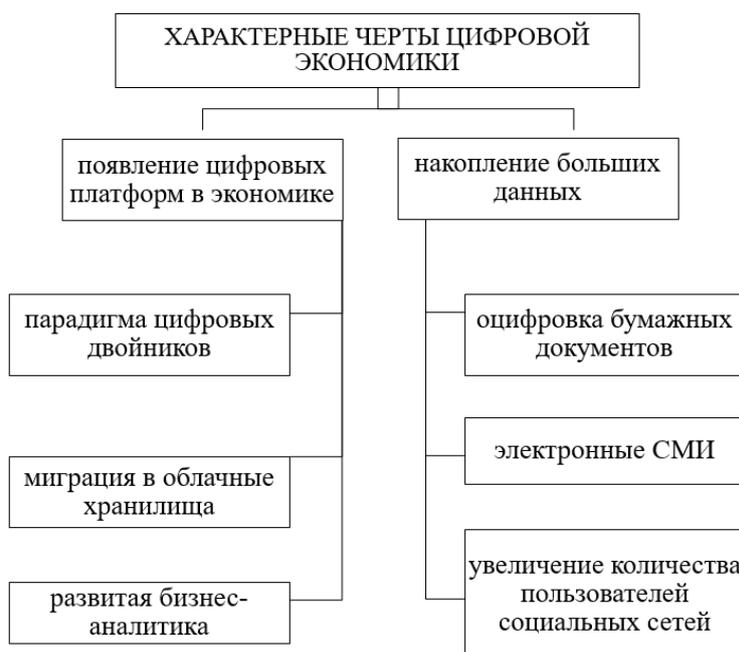 ХАРАКТЕРНЫЕ ЧЕРТЫ ЦИФРОВОЙ
ЭКОНОМИКИ
появление цифровых
платформ в экономике
парадигма цифровых
двойников
миграция в облачные
хранилища
развитая бизнес-
аналитика
накопление больших
данных
оцифровка бумажных
документов
электронные СМИ
увеличение количества
пользователей
социальных сетей